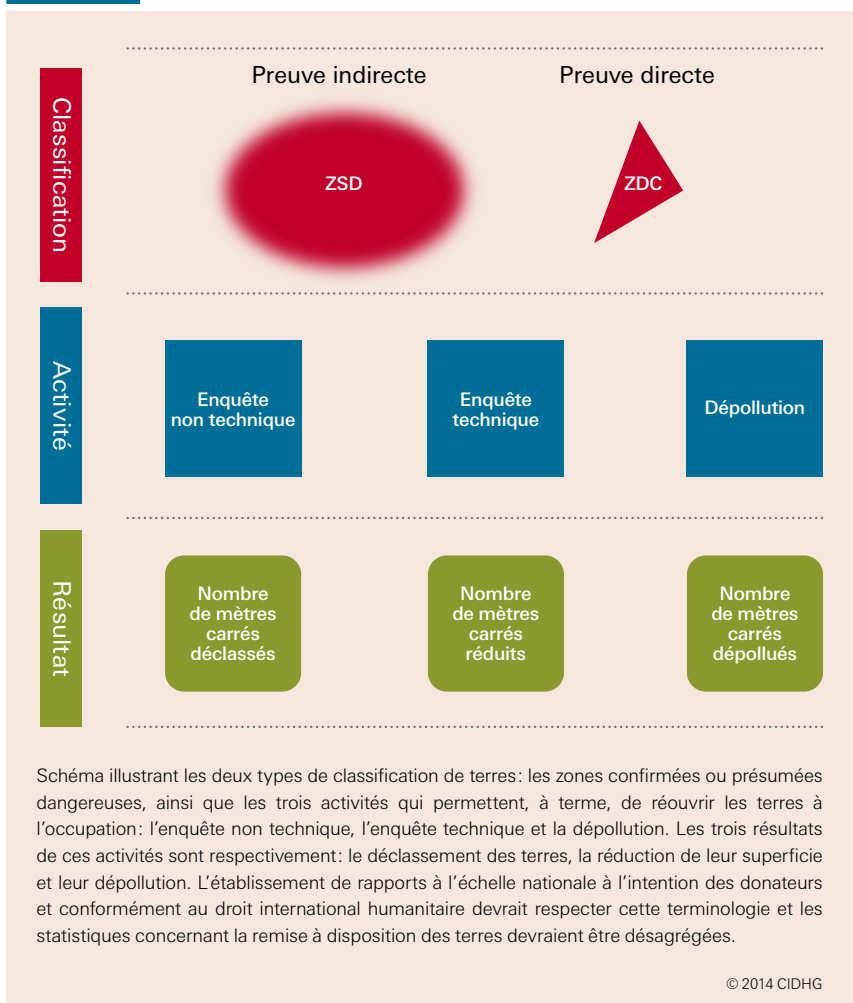 Classification
Preuve indirecte
Preuve directe
ZSD
ZDC
Activité
Enquête
non technique
Enquête
technique
Dépollution
Résultat
Nombre
de mètres
carrés
déclassés
Nombre
de mètres
carrés
réduits
Nombre
de mètres
carrés
dépollués
Schéma illustrant les deux types de classification de terres : les zones confirmées ou présumées
dangereuses, ainsi que les trois activités qui permettent, à terme, de réouvrir les terres à
l'occupation : l'enquête non technique, l'enquête technique et la dépollution. Les trois résultats
de ces activités sont respectivement : le déclassement des terres, la réduction de leur superficie
et leur dépollution. L'établissement de rapports à l'échelle nationale à l'intention des donateurs
et conformément au droit international humanitaire devrait respecter cette terminologie et les
statistiques concernant la remise à disposition des terres devraient être désagrégées.
© 2014 CIDHG